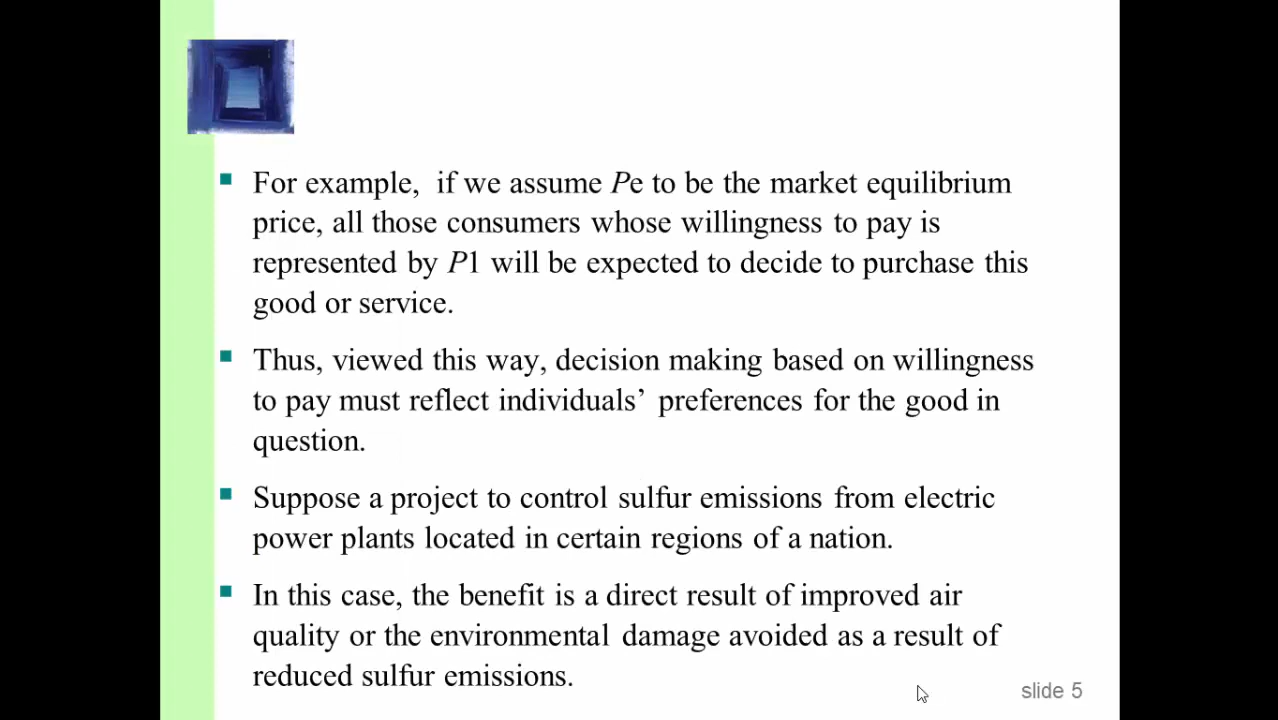 For example, if we assume Pe to be the market equilibrium
price, all those consumers whose willingness to pay is
represented by P1 will be expected to decide to purchase this
good or service.
Thus, viewed this way, decision making based on willingness
to pay must reflect individuals’ preferences for the good in
question.
Suppose a project to control sulfur emissions from electric
power plants located in certain regions of a nation.
In this case, the benefit is a direct result of improved air
quality or the environmental damage avoided as a result of
reduced sulfur emissions.
slide 5